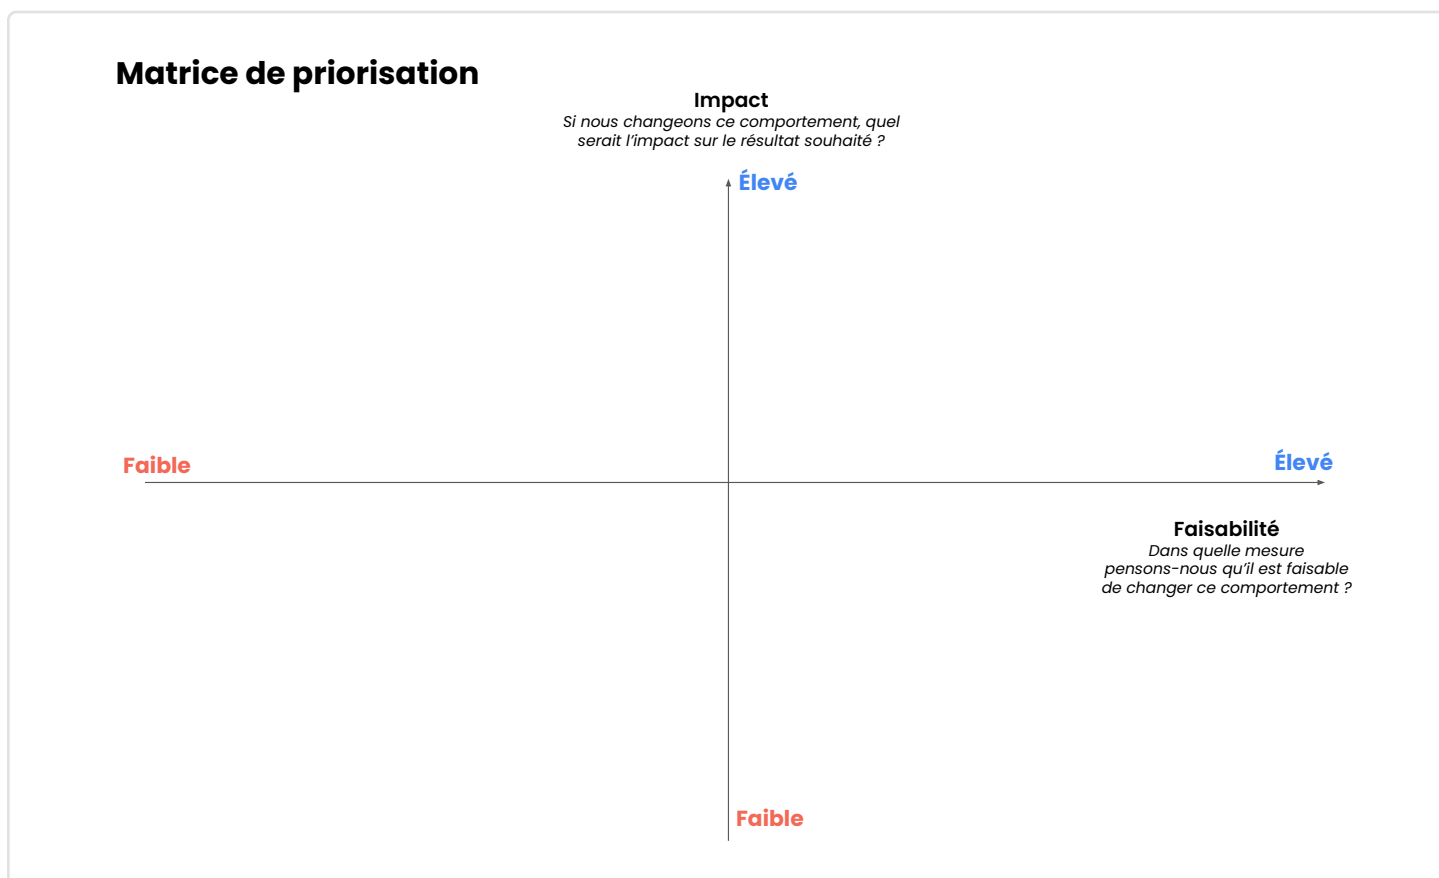 Matrice de priorisation
Impact
Si nous changeons ce comportement, quel
serait l’impact sur le résultat souhaité ?
Élevé
Faible
Élevé
Faisabilité
Dans quelle mesure
pensons-nous qu’il est faisable
de changer ce comportement ?
Faible